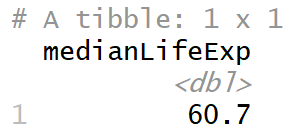 # A tibble: 1 x 1
medianLifeExp
<dbl>
1 60.7